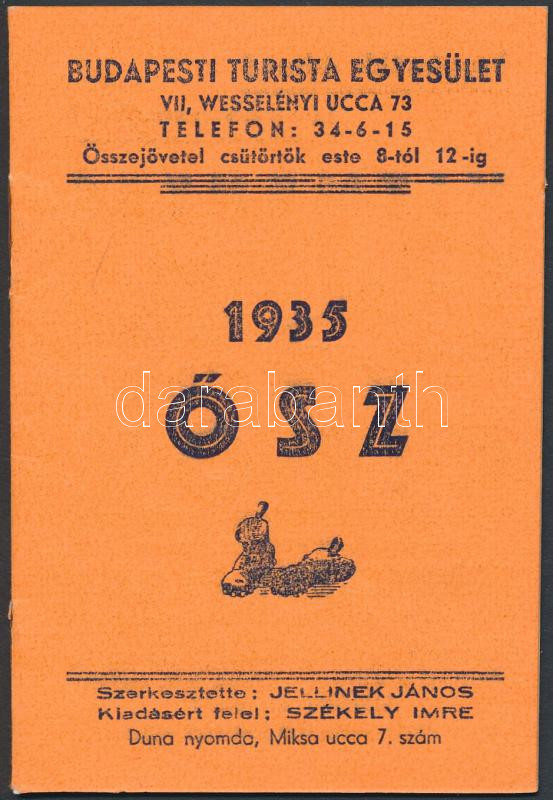 BUDAPESTI TURISTA EGYESÜLET
VII, WESSELÉNYI UCCA 73
TELEFON: 34-6-15
Összejövetel csütörtök este 8-tól 12-ig
1935
ŐSZ
darabanth
Szerkesztette: JELLINEK JÁNOS
Kiadásért felel: SZÉKELY IMRE
Duna nyomda, Miksa ucca 7. szám